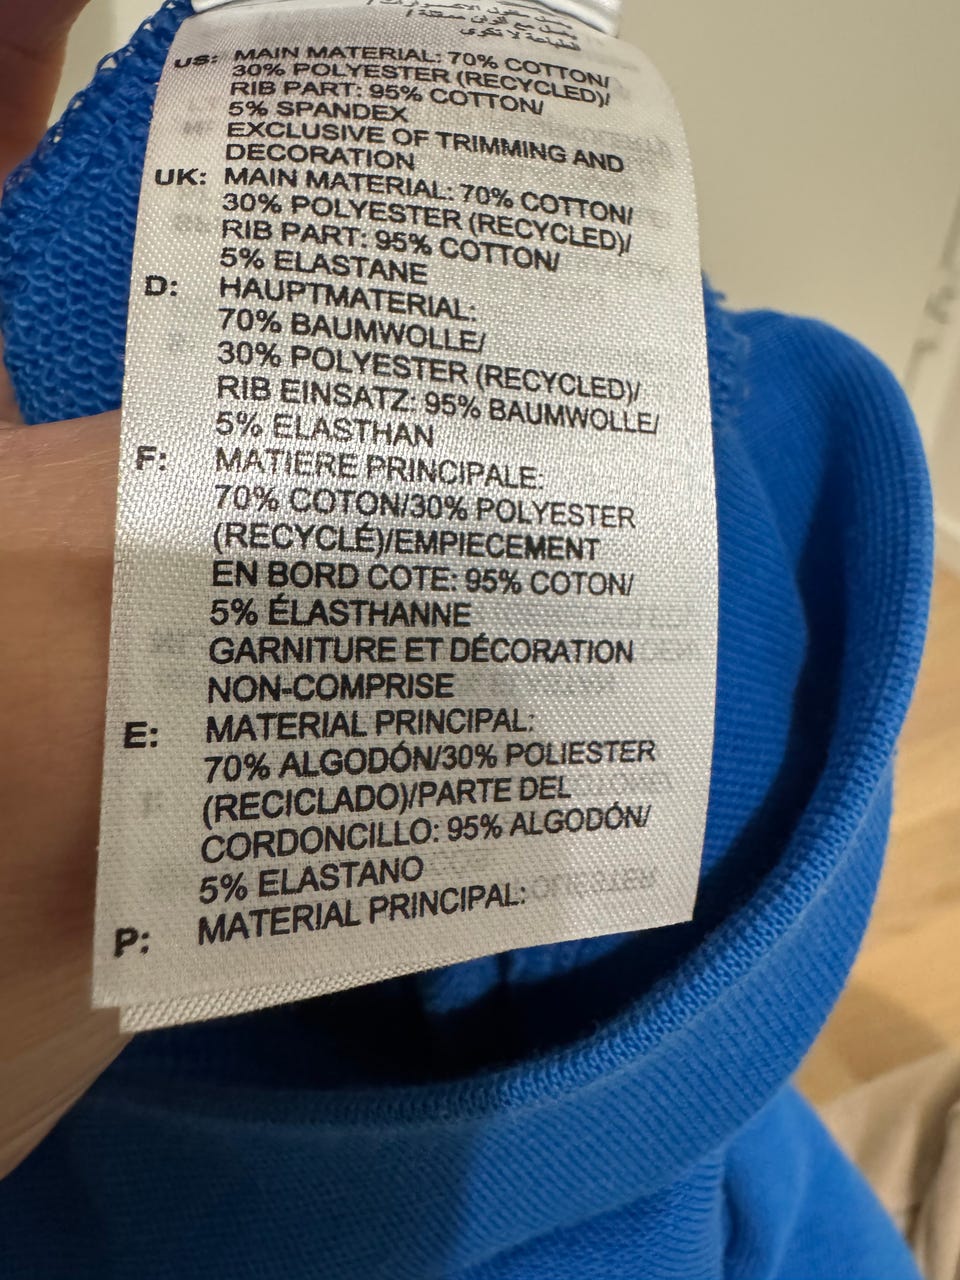 الطباعة لا تكوى
US: MAIN MATERIAL: 70% COTTON/
30% POLYESTER (RECYCLED)/
RIB PART: 95% COTTON/
5% SPANDEX
EXCLUSIVE OF TRIMMING AND
DECORATION
UK: MAIN MATERIAL: 70% COTTON/
30% POLYESTER (RECYCLED)/
RIB PART: 95% COTTON/
5% ELASTANE
D: HAUPTMATERIAL:
70% BAUMWOLLE/
30% POLYESTER (RECYCLED)/
RIB EINSATZ: 95% BAUMWOLLE/
5% ELASTHAN
F: MATIERE PRINCIPALE:
70% COTON/30% POLYESTER
(RECYCLÉ)/EMPIECEMENT
EN BORD COTE: 95% COTON/
5% ÉLASTHANNE
GARNITURE ET DÉCORATION
NON-COMPRISE
E: MATERIAL PRINCIPAL:
70% ALGODÓN/30% POLIESTER
(RECICLADO)/PARTE DEL
CORDONCILLO: 95% ALGODÓN/
5% ELASTANO
P: MATERIAL PRINCIPAL: